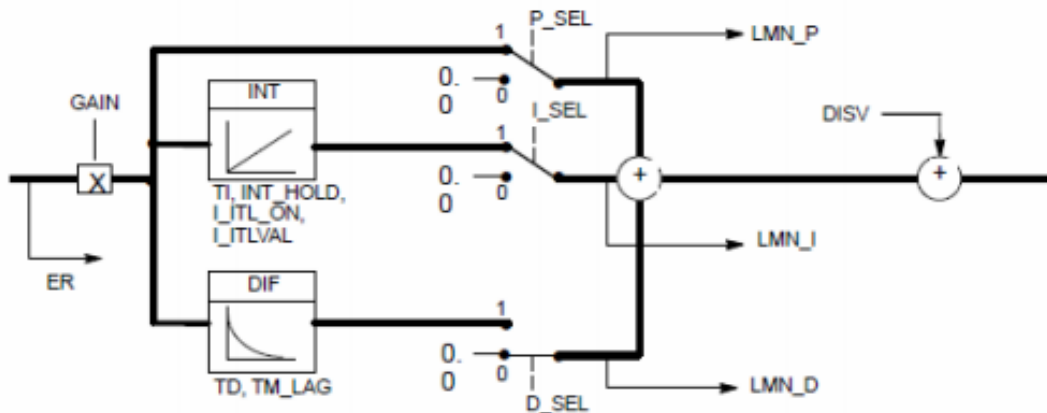 P_SEL
LMN_P
1
0.
0
0
INT
GAIN
I_SEL
DISV
1
X
0.
0
0
+
+
TI, INT_HOLD,
I_ITL_ON,
I_ITLVAL
LMN_I
ER
DIF
1
0.
0
0
TD, TM_LAG
D_SEL
LMN_D